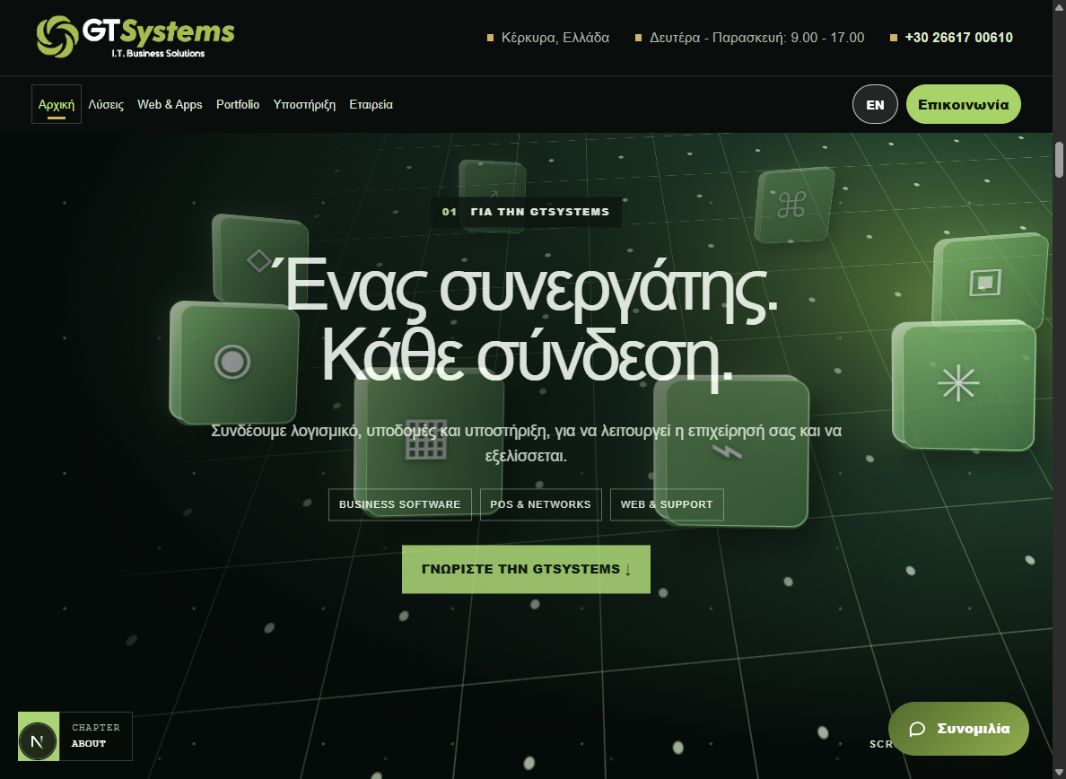 GTSystems
I.T. Business Solutions
Κέρκυρα, Ελλάδα
Δευτέρα - Παρασκευή: 9.00 - 17.00
+30 26617 00610
Αρχική
Λύσεις
Web & Apps
Portfolio
Υποστήριξη
Εταιρεία
EN
Επικοινωνία
01 ΓΙΑ ΤΗΝ GTSYSTEMS
Ένας συνεργάτης.
Κάθε σύνδεση.
Συνδέουμε λογισμικό, υποδομές και υποστήριξη, για να λειτουργεί η επιχείρησή σας και να
εξελίσσεται.
BUSINESS SOFTWARE
POS & NETWORKS
WEB & SUPPORT
ΓΝΩΡΙΣΤΕ ΤΗΝ GTSYSTEMS ↓
N
CHAPTER
ABOUT
SCR
Συνομιλία